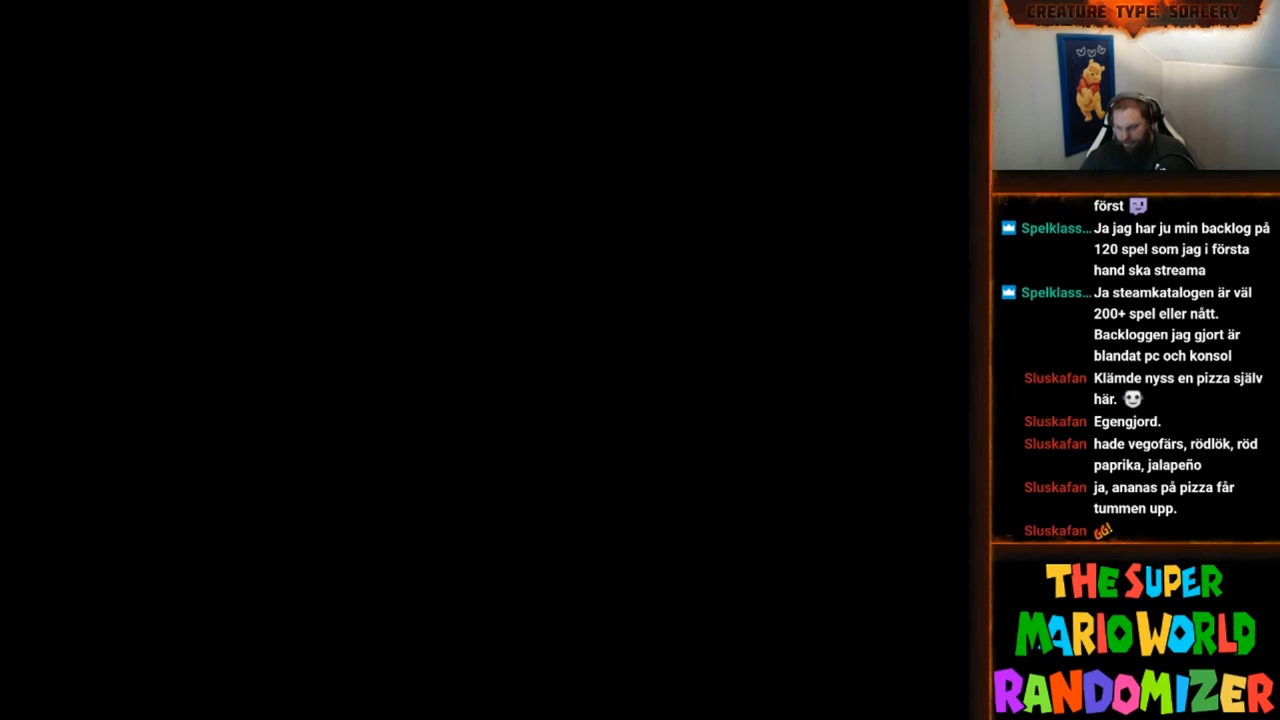 CREATURE TYPE: SORCERY
först
Spelklass... Ja jag har ju min backlog på
120 spel som jag i första
hand ska streama
Spelklass... Ja steamkatalogen är väl
200+ spel eller nått.
Backloggen jag gjort är
blandat pc och konsol
Sluskafan Klämde nyss en pizza själv
här.
Sluskafan Egengjord.
Sluskafan hade vegofärs, rödlök, röd
paprika, jalapeño
Sluskafan ja, ananas på pizza får
tummen upp.
Sluskafan GG!
THE SUPER
MARIO WORLD
RANDOMIZER